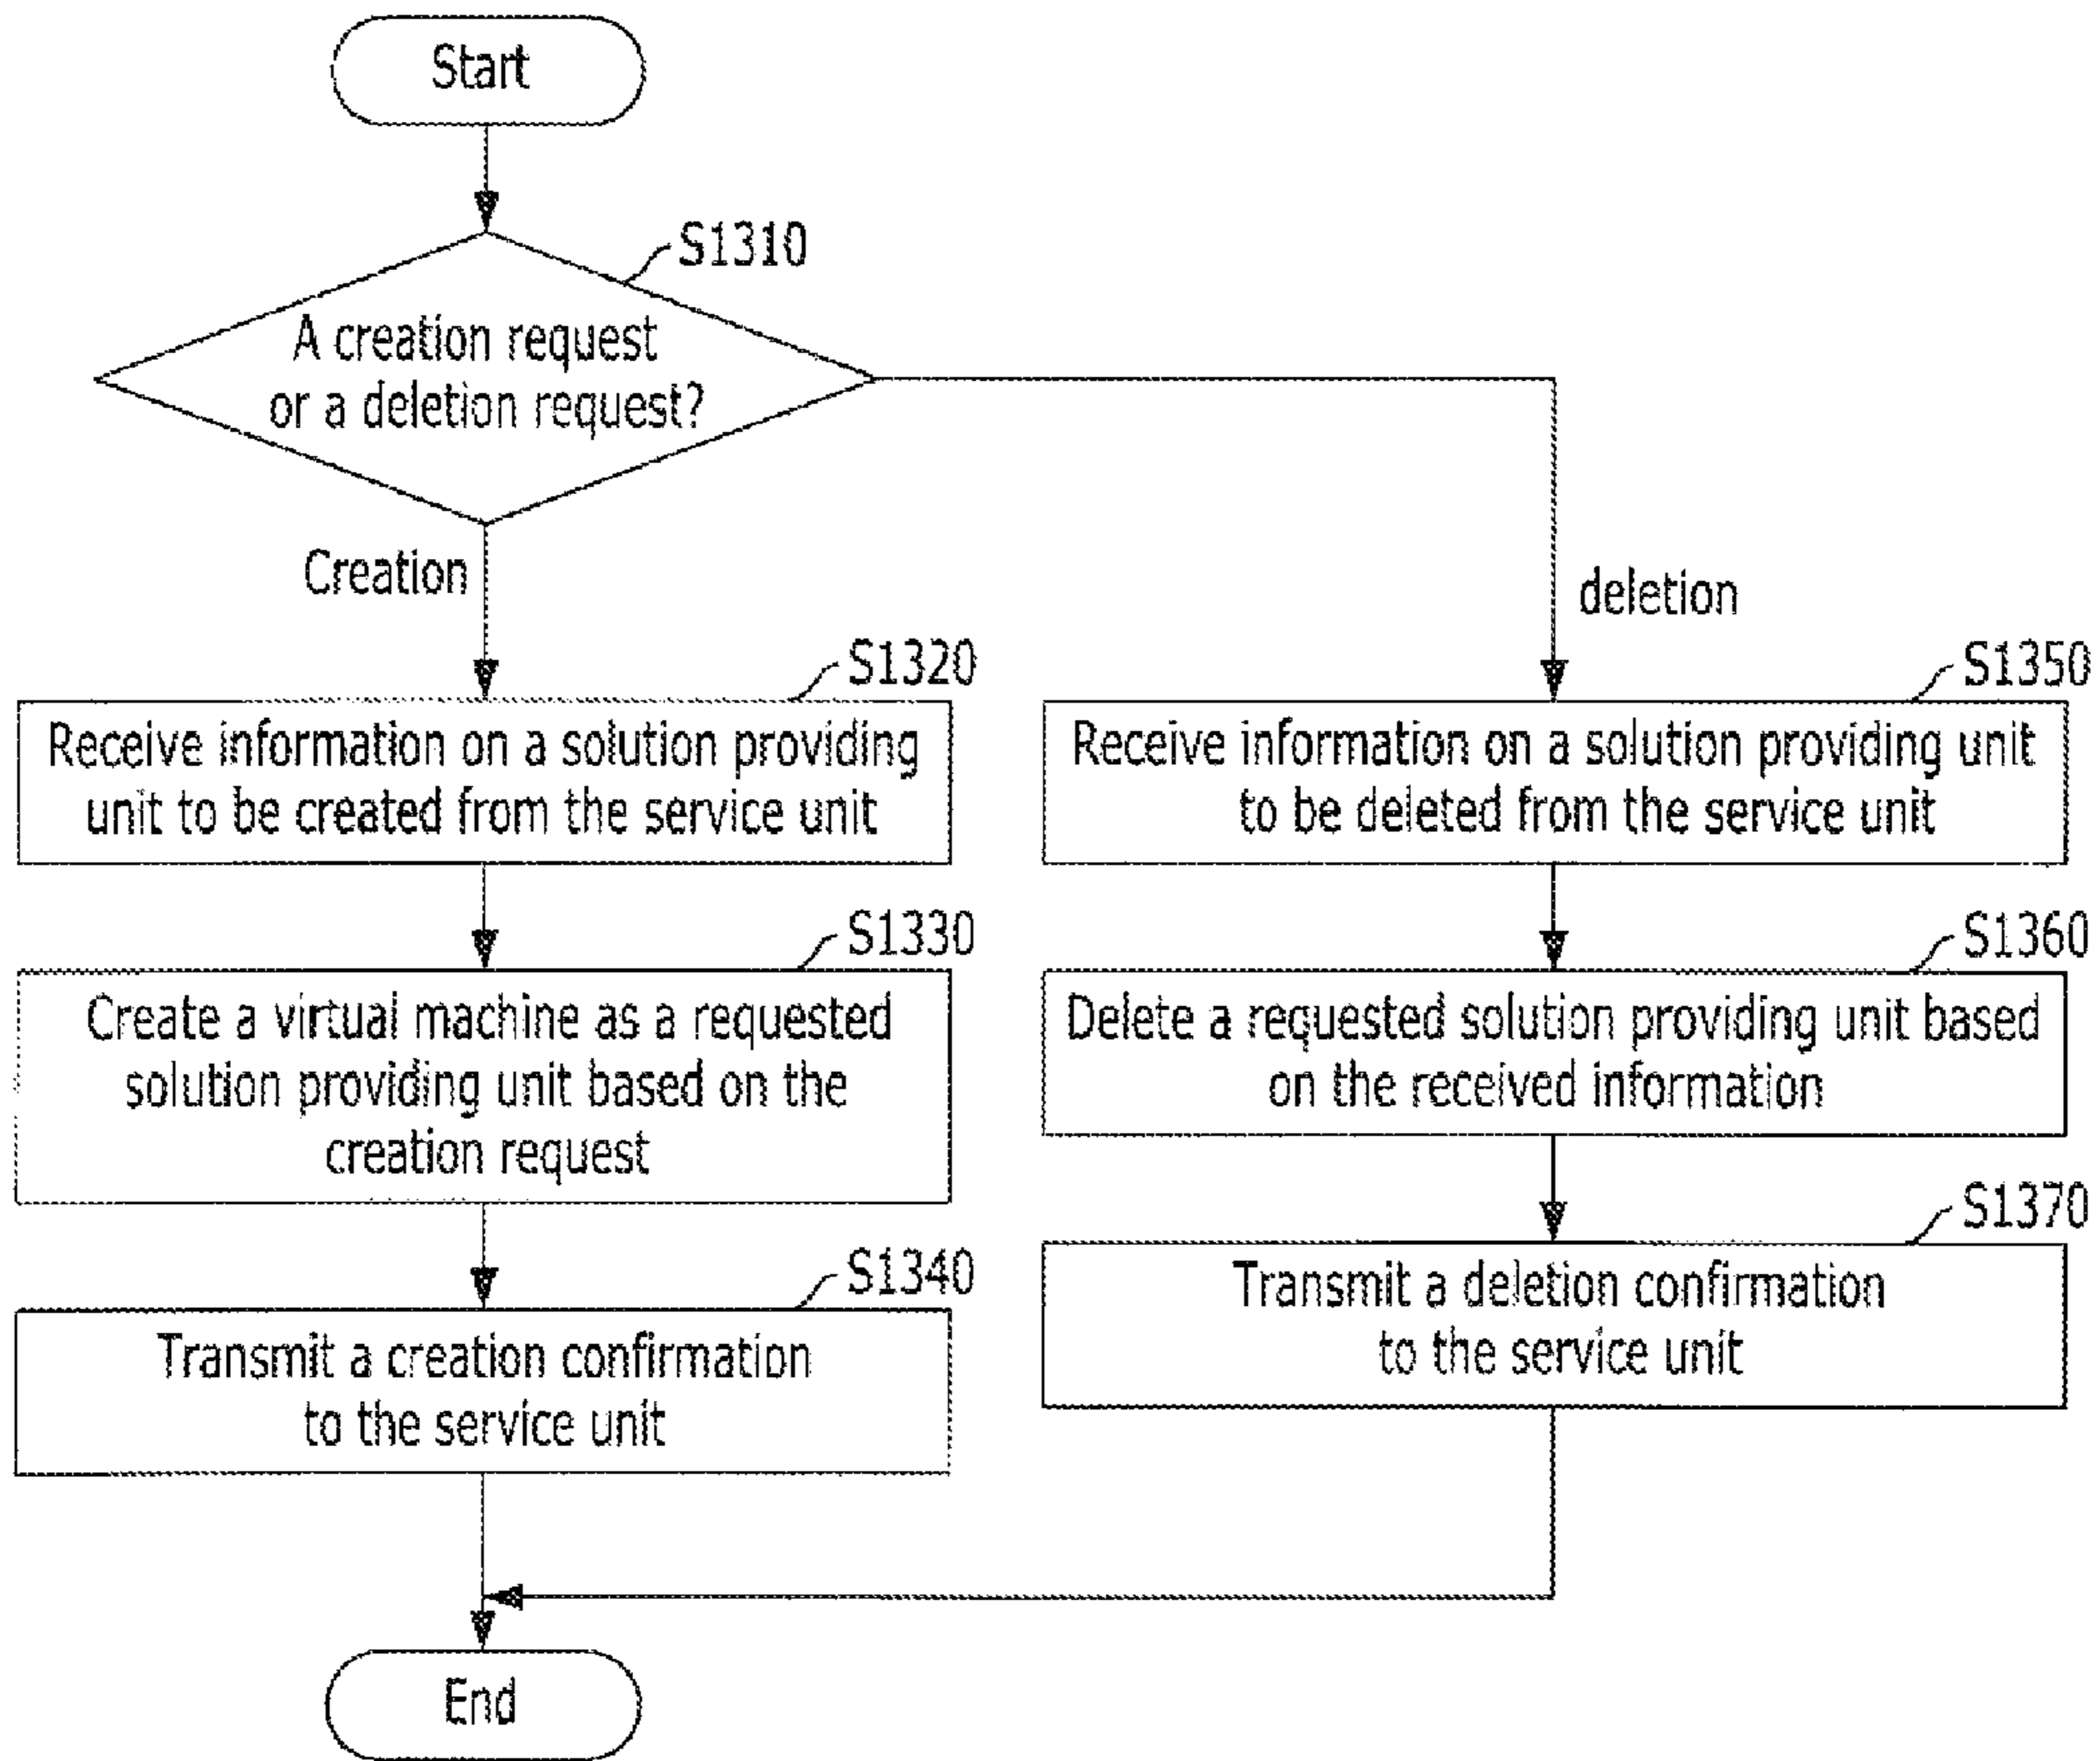 Start
S1310
A creation request
or a deletion request?
Creation
deletion
S1320
Receive information on a solution providing
unit to be created from the service unit
S1330
Create a virtual machine as a requested
solution providing unit based on the
creation request
S1340
Transmit a creation confirmation
to the service unit
S1350
Receive information on a solution providing unit
to be deleted from the service unit
S1360
Delete a requested solution providing unit based
on the received information
S1370
Transmit a deletion confirmation
to the service unit
End